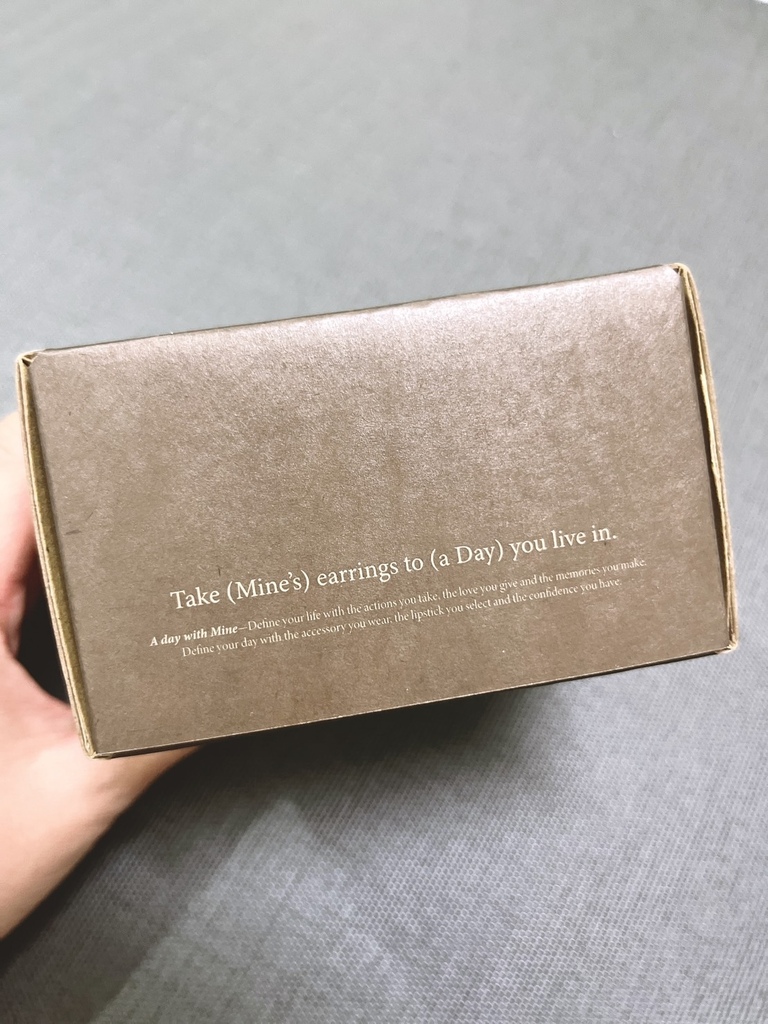 Take (Mine's) earrings to (a Day) you live in.
A day with Mine—Define your life with the actions you take, the love you give and the memories you make.
Define your day with the accessory you wear, the lipstick you select and the confidence you have.